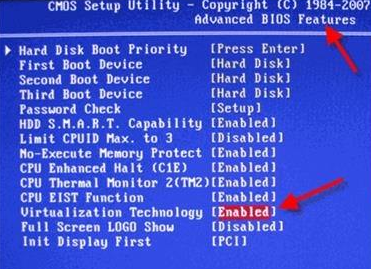 CMOS Setup Utility - Copyright (C) 1984-2007
Advanced BIOS Features
Hard Disk Boot Priority [Press Enter]
First Boot Device [Hard Disk]
Second Boot Device [Hard Disk]
Third Boot Device [Hard Disk]
Password Check [Setup]
HDD S.M.A.R.T. Capability [Enabled]
Limit CPUID Max. to 3 [Disabled]
No-Execute Memory Protect [Enabled]
CPU Enhanced Halt (C1E) [Enabled]
CPU Thermal Monitor 2(TM2) [Enabled]
CPU EIST Function [Enabled]
Virtualization Technology [Enabled]
Full Screen LOGO Show [Disabled]
Init Display First [PCI]